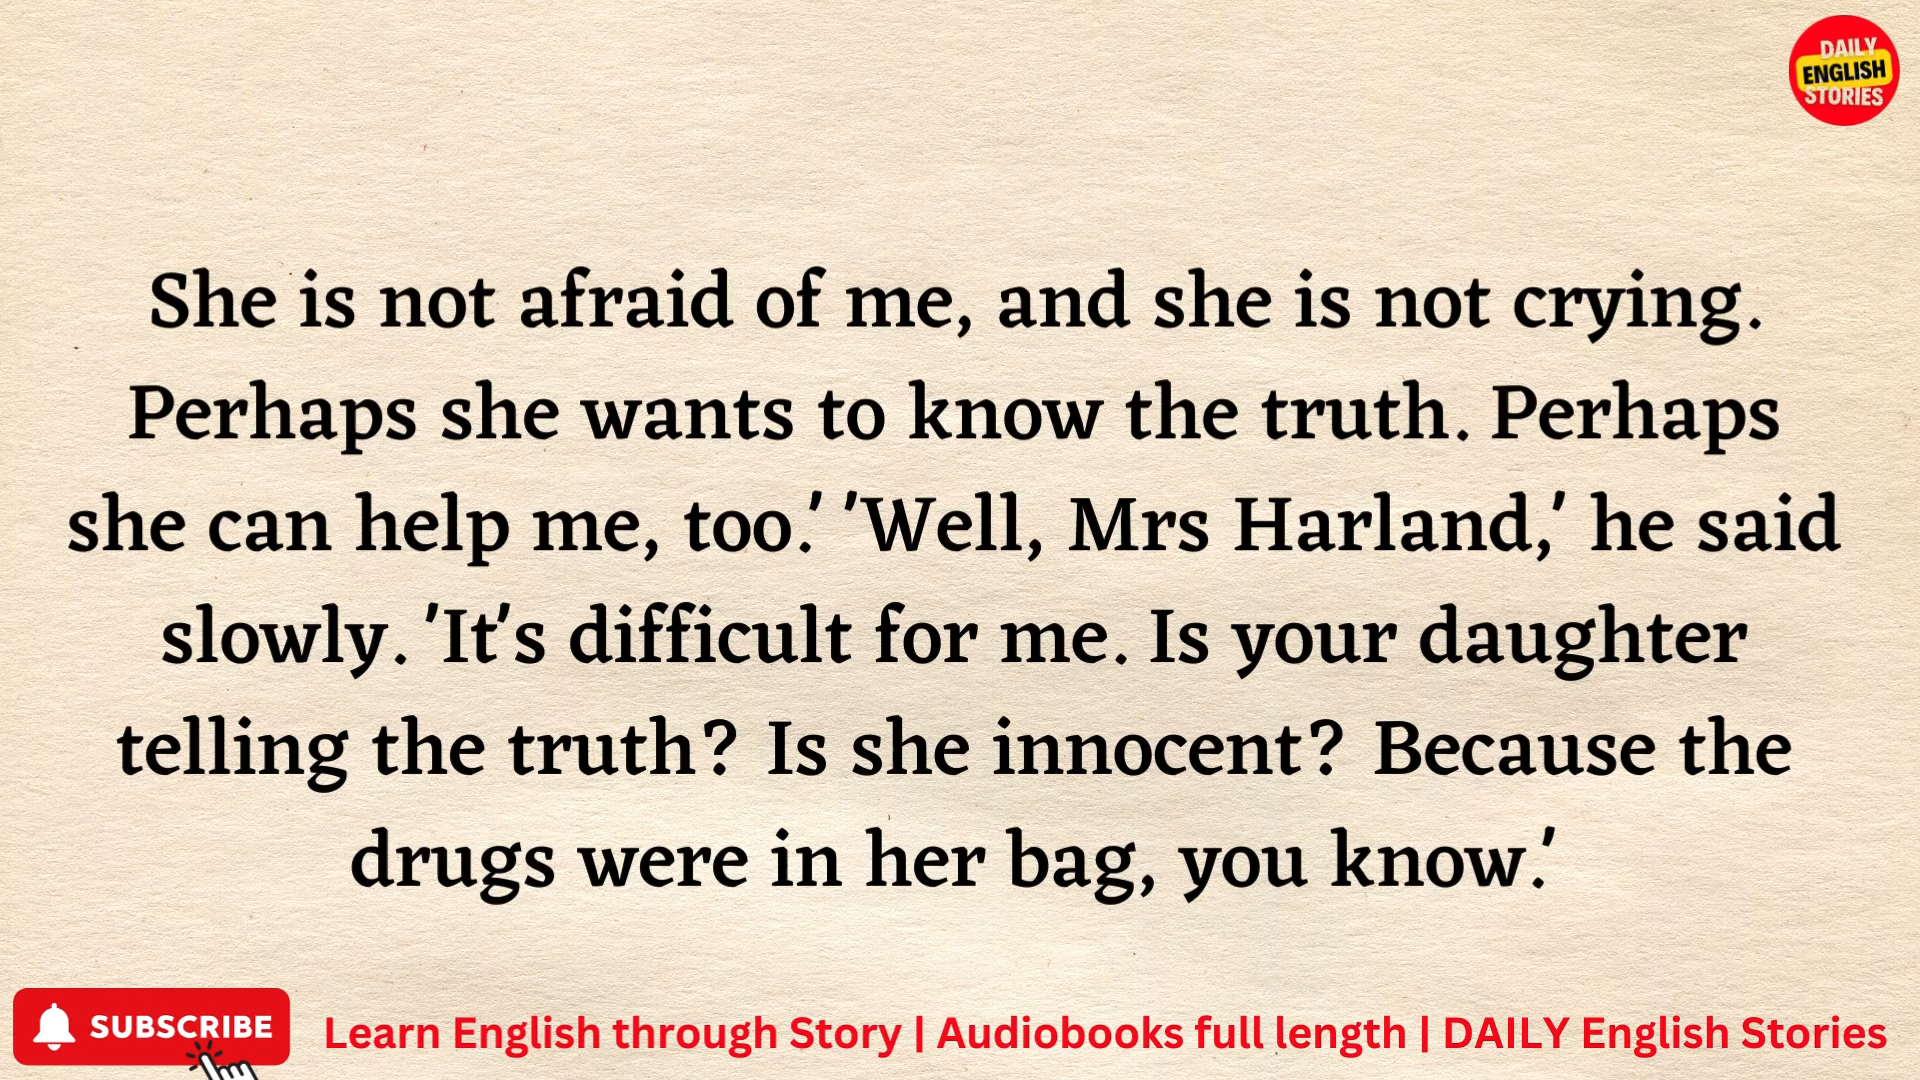 DAILY
ENGLISH
STORIES
She is not afraid of me, and she is not crying.
Perhaps she wants to know the truth. Perhaps
she can help me, too.' 'Well, Mrs Harland,' he said
slowly. 'It's difficult for me. Is your daughter
telling the truth? Is she innocent? Because the
drugs were in her bag, you know.'
SUBSCRIBE
Learn English through Story | Audiobooks full length | DAILY English Stories